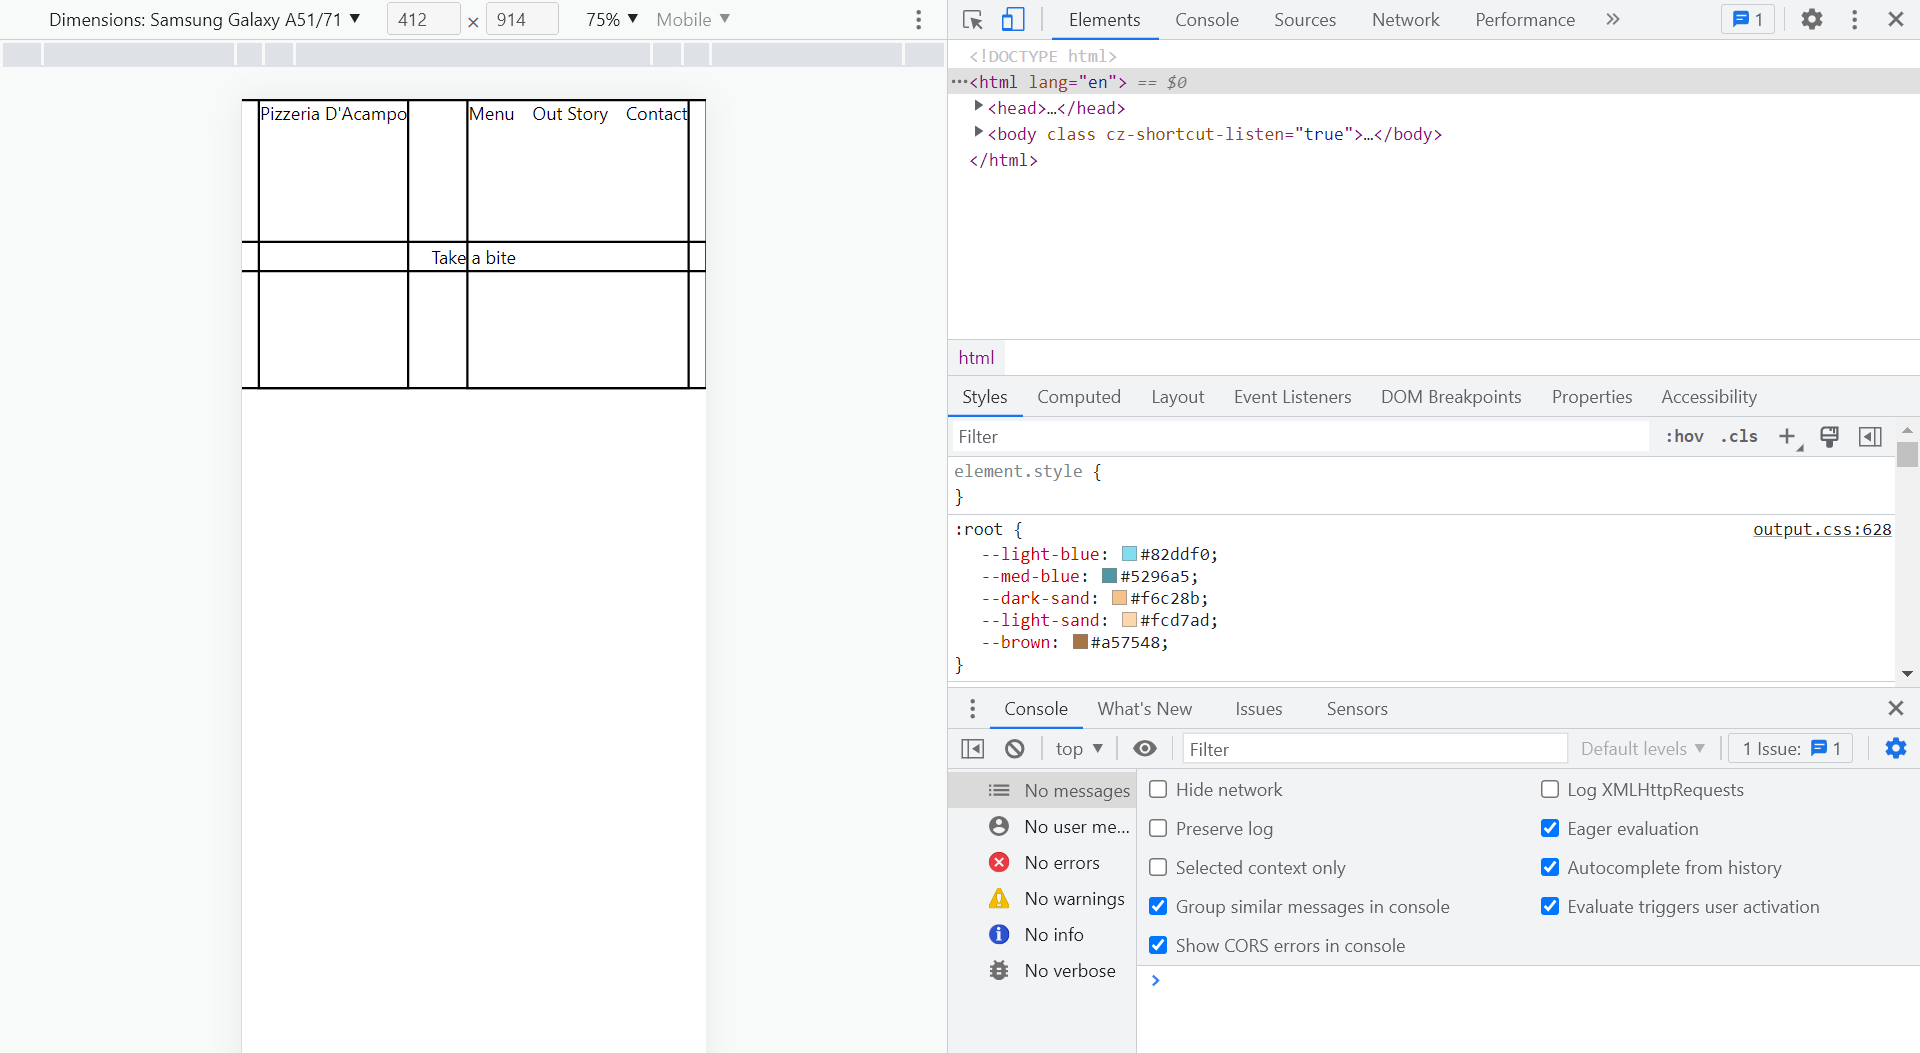 Dimensions: Samsung Galaxy A51/71 ▼ 412 × 914 75% ▼ Mobile ▼
Elements Console Sources Network Performance » 1
Pizzeria D'Acampo Menu Out Story Contact
Take a bite
<!DOCTYPE html>
⋯<html lang="en"> == $0
▶<head>…</head>
▶<body class cz-shortcut-listen="true">…</body>
</html>
html
Styles Computed Layout Event Listeners DOM Breakpoints Properties Accessibility
Filter :hov .cls +
element.style {
}
:root { output.css:628
--light-blue: #82ddf0;
--med-blue: #5296a5;
--dark-sand: #f6c28b;
--light-sand: #fcd7ad;
--brown: #a57548;
}
Console What's New Issues Sensors
top ▼ Filter Default levels ▼ 1 Issue: 1
No messages
No user me...
No errors
No warnings
No info
No verbose
Hide network Log XMLHttpRequests
Preserve log Eager evaluation
Selected context only Autocomplete from history
Group similar messages in console Evaluate triggers user activation
Show CORS errors in console
>